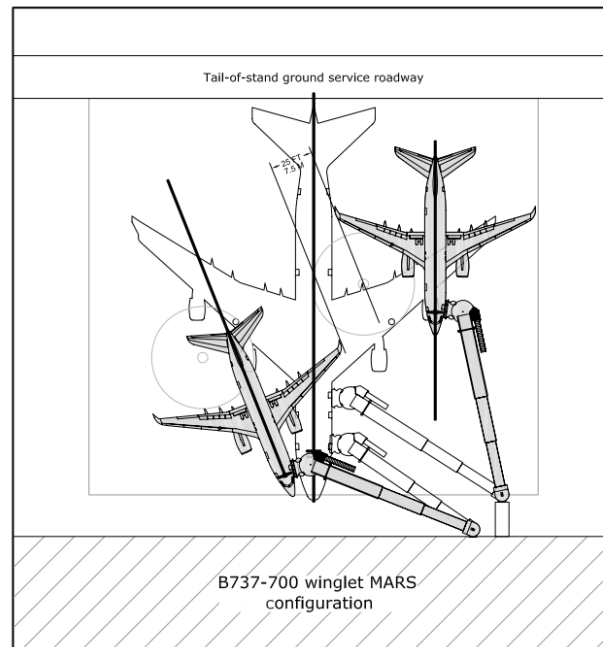 Tail-of-stand ground service roadway
25 FT
7.5 M
B737-700 winglet MARS
configuration